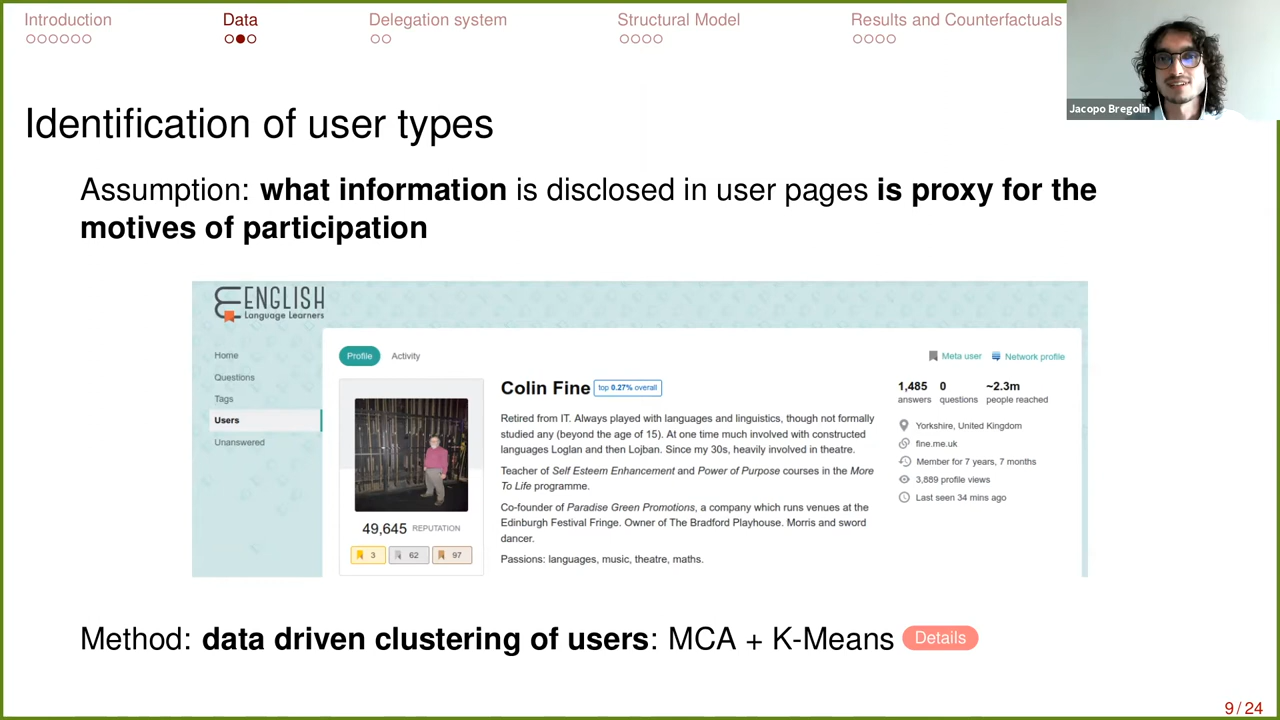 Introduction Data Delegation system Structural Model Results and Counterfactuals
Jacopo Bregolin
Identification of user types
Assumption: what information is disclosed in user pages is proxy for the
motives of participation
ENGLISH
Language Learners
Home
Questions
Tags
Users
Unanswered
Profile Activity
Meta user Network profile
49,645 REPUTATION
3 62 97
Colin Fine top 0.27% overall
Retired from IT. Always played with languages and linguistics, though not formally
studied any (beyond the age of 15). At one time much involved with constructed
languages Loglan and then Lojban. Since my 30s, heavily involved in theatre.
Teacher of Self Esteem Enhancement and Power of Purpose courses in the More
To Life programme.
Co-founder of Paradise Green Promotions, a company which runs venues at the
Edinburgh Festival Fringe. Owner of The Bradford Playhouse. Morris and sword
dancer.
Passions: languages, music, theatre, maths.
1,485 0 ~2.3m
answers questions people reached
Yorkshire, United Kingdom
fine.me.uk
Member for 7 years, 7 months
3,889 profile views
Last seen 34 mins ago
Method: data driven clustering of users: MCA + K-Means Details
9 / 24